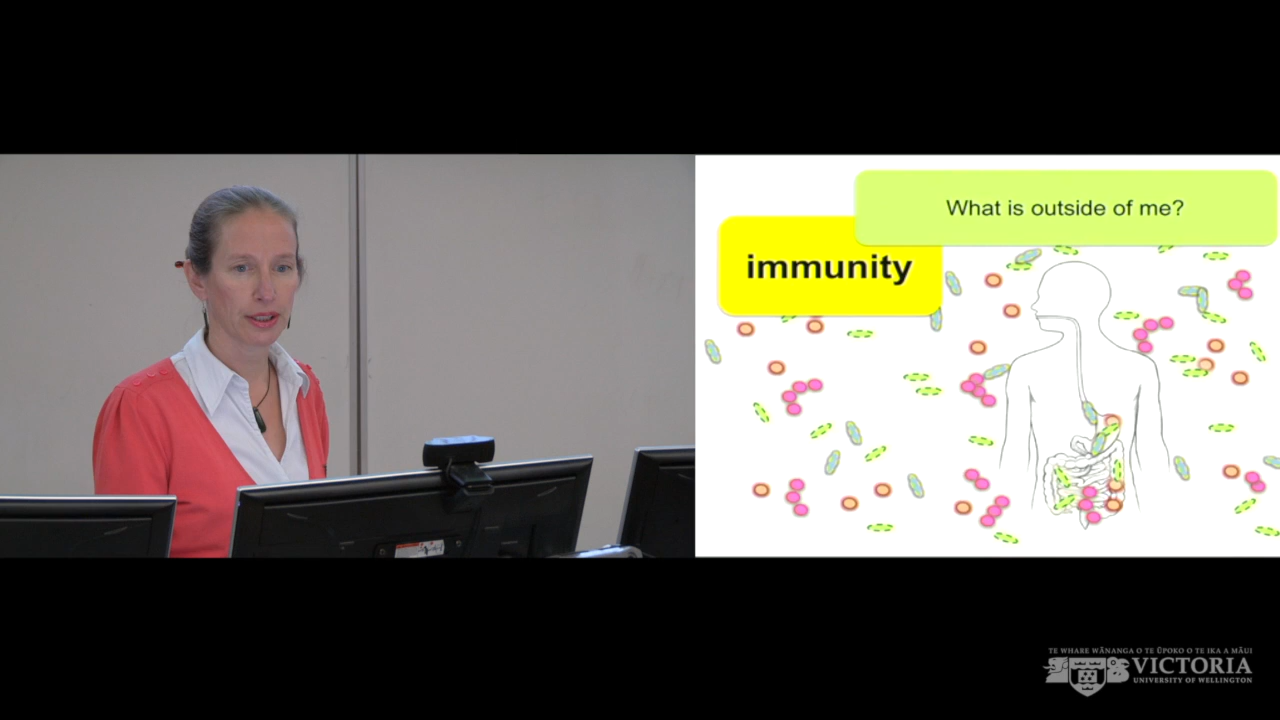 What is outside of me?
immunity
TE WHARE WĀNANGA O TE ŪPOKO O TE IKA A MĀUI
VICTORIA
UNIVERSITY OF WELLINGTON